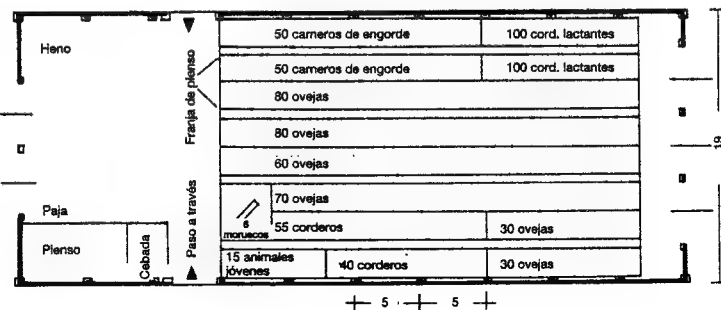 Heno
Franja de pienso
Paso a través
Paja
Pienso
Cebada
50 carneros de engorde
100 cord. lactantes
50 carneros de engorde
100 cord. lactantes
80 ovejas
80 ovejas
60 ovejas
70 ovejas
6
moruecos
55 corderos
30 ovejas
15 animales
jóvenes
40 corderos
30 ovejas
19
5
5